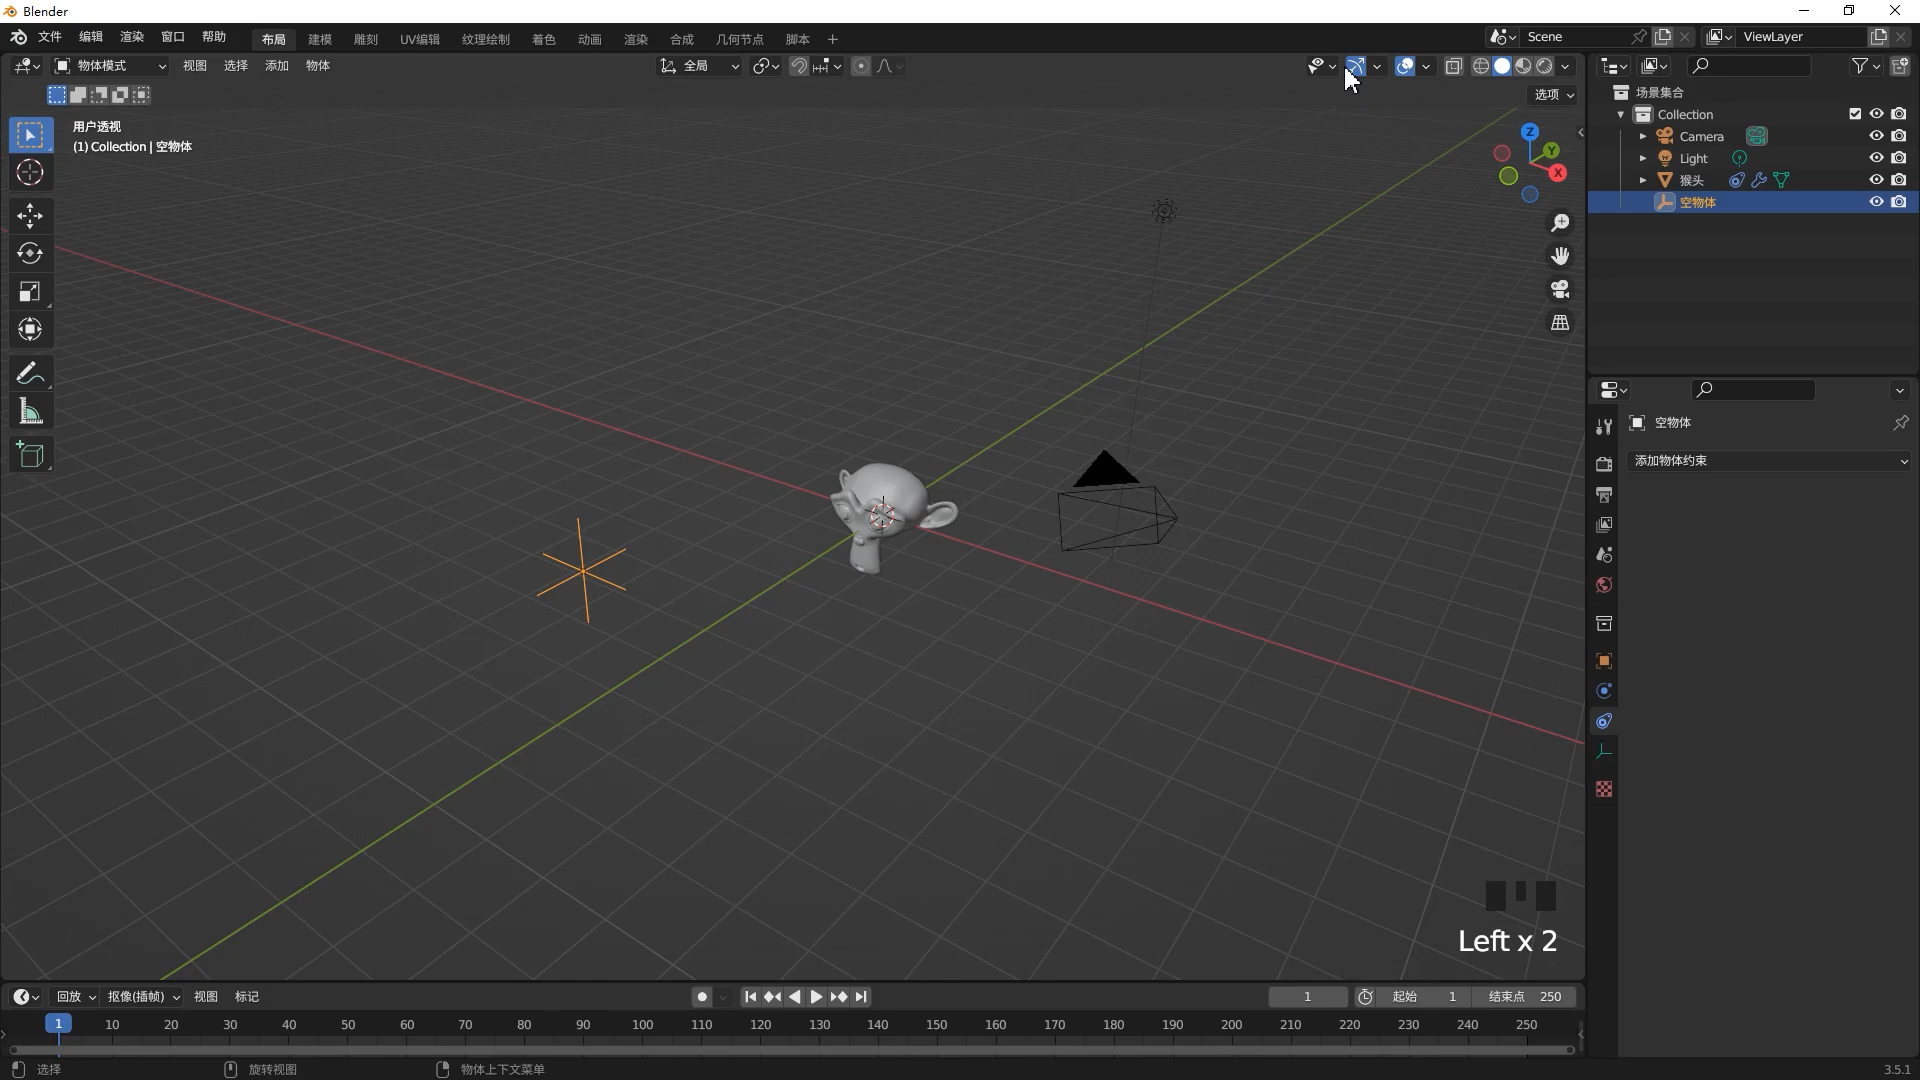 Blender
文件 编辑 渲染 窗口 帮助 布局 建模 雕刻 UV编辑 纹理绘制 着色 动画 渲染 合成 几何节点 脚本 + Scene ViewLayer
物体模式 视图 选择 添加 物体 全局
选项
用户透视
(1) Collection | 空物体
Z
Y
X
场景集合
Collection
Camera
Light
猴头
空物体
空物体
添加物体约束
Left x 2
回放 抠像(插帧) 视图 标记 1 起始 1 结束点 250
1 10 20 30 40 50 60 70 80 90 100 110 120 130 140 150 160 170 180 190 200 210 220 230 240 250
选择 旋转视图 物体上下文菜单 3.5.1